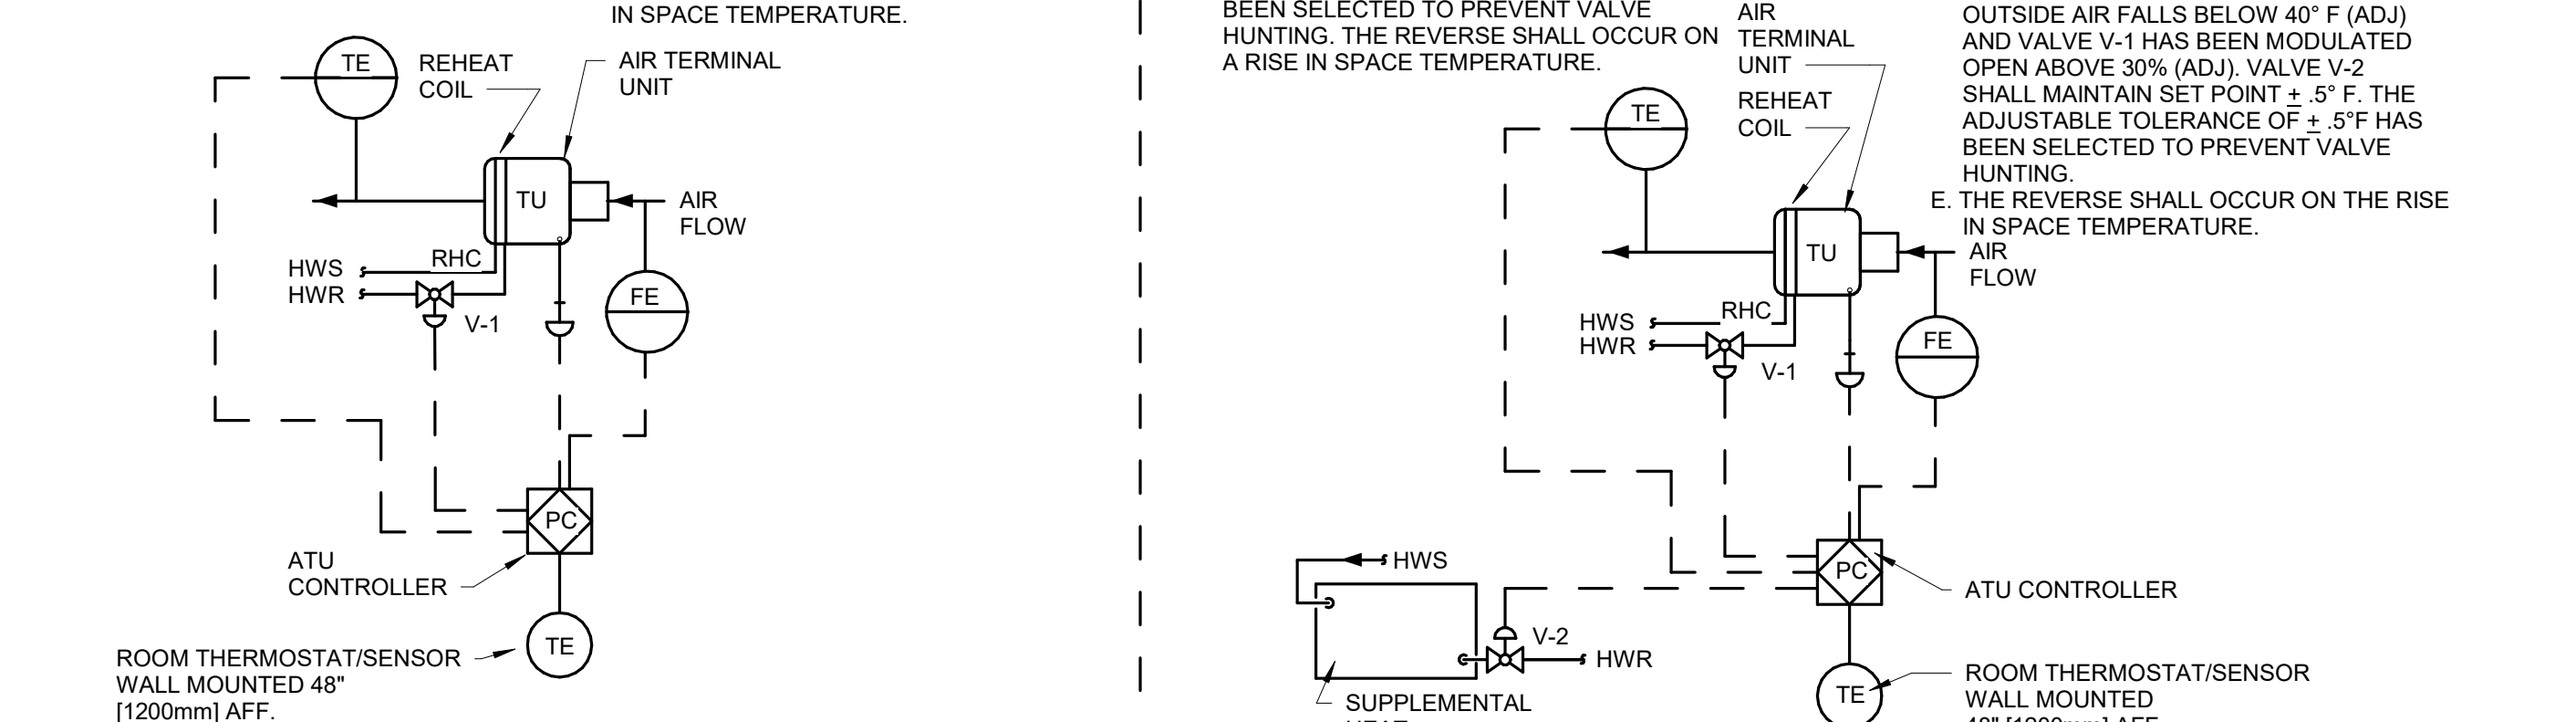 IN SPACE TEMPERATURE.
TE
REHEAT
COIL
AIR TERMINAL
UNIT
TU
AIR
FLOW
HWS
HWR
RHC
V-1
FE
PC
ATU
CONTROLLER
TE
ROOM THERMOSTAT/SENSOR
WALL MOUNTED 48"
[1200mm] AFF.
BEEN SELECTED TO PREVENT VALVE
HUNTING. THE REVERSE SHALL OCCUR ON
A RISE IN SPACE TEMPERATURE.
AIR
TERMINAL
UNIT
REHEAT
COIL
OUTSIDE AIR FALLS BELOW 40° F (ADJ)
AND VALVE V-1 HAS BEEN MODULATED
OPEN ABOVE 30% (ADJ). VALVE V-2
SHALL MAINTAIN SET POINT ± .5° F. THE
ADJUSTABLE TOLERANCE OF ± .5°F HAS
BEEN SELECTED TO PREVENT VALVE
HUNTING.
E. THE REVERSE SHALL OCCUR ON THE RISE
IN SPACE TEMPERATURE.
TE
TU
AIR
FLOW
HWS
HWR
RHC
V-1
FE
PC
ATU CONTROLLER
HWS
V-2
HWR
SUPPLEMENTAL
TE
ROOM THERMOSTAT/SENSOR
WALL MOUNTED